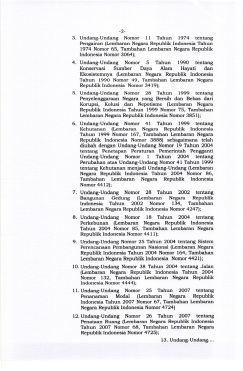 -2-
3. Undang-Undang Nomor 11 Tahun 1974 tentang
Pengairan (Lembaran Negara Republik Indonesia Tahun
1974 Nomor 65, Tambahan Lembaran Negara Republik
Indonesia Nomor 3064);
4. Undang-Undang Nomor 5 Tahun 1990 tentang
Konservasi Sumber Daya Alam Hayati dan
Ekosistemnya (Lembaran Negara Republik Indonesia
Tahun 1990 Nomor 49, Tambahan Lembaran Negara
Republik Indonesia Nomor 3419);
5. Undang-Undang Nomor 28 Tahun 1999 tentang
Penyelenggaraan Negara yang Bersih dan Bebas dari
Korupsi, Kolusi dan Nepotisme (Lembaran Negara
Republik Indonesia Tahun 1999 Nomor 75, Tambahan
Lembaran Negara Republik Indonesia Nomor 3851);
6. Undang-Undang Nomor 41 Tahun 1999 tentang
Kehutanan (Lembaran Negara Republik Indonesia
Tahun 1999 Nomor 167, Tambahan Lembaran Negara
Republik Indonesia Nomor 3888) sebagaimana telah
diubah dengan Undang-Undang Nomor 19 Tahun 2004
tentang Penetapan Peraturan Pemerintah Pengganti
Undang-Undang Nomor 1 Tahun 2004 tentang
Perubahan atas Undang-Undang Nomor 41 Tahun 1999
tentang Kehutanan menjadi Undang-Undang (Lembaran
Negara Republik Indonesia Tahun 2004 Nomor 86,
Tambahan Lembaran Negara Republik Indonesia
Nomor 4412);
7. Undang-Undang Nomor 28 Tahun 2002 tentang
Bangunan Gedung (Lembaran Negara Republik
Indonesia Tahun 2002 Nomor 134, Tambahan
Lembaran Negara Republik Indonesia Nomor 4247);
8. Undang-Undang Nomor 18 Tahun 2004 tentang
Perkebunan (Lembaran Negara Republik Indonesia
Tahun 2004 Nomor 85, Tambahan Lembaran Negara
Republik Indonesia Nomor 4411);
9. Undang-Undang Nomor 25 Tahun 2004 tentang Sistem
Perencanaan Pembangunan Nasional (Lembaran Negara
Republik Indonesia Tahun 2004 Nomor 164, Tambahan
Lembaran Negara Republik Indonesia Nomor 4421);
10. Undang-Undang Nomor 38 Tahun 2004 tentang Jalan
(Lembaran Negara Republik Indonesia Tahun 2004
Nomor 132, Tambahan Lembaran Negara Republik
Indonesia Nomor 4444);
11. Undang-Undang Nomor 25 Tahun 2007 tentang
Penanaman Modal (Lembaran Negara Republik
Indonesia Tahun 2007 Nomor 67, Tambahan Lembaran
Negara Republik Indonesia Nomor 4724)
12. Undang-Undang Nomor 26 Tahun 2007 tentang
Penataan Ruang (Lembaran Negara Republik Indonesia
Tahun 2007 Nomor 68, Tambahan Lembaran Negara
Republik Indonesia Nomor 4725);
13. Undang-Undang...